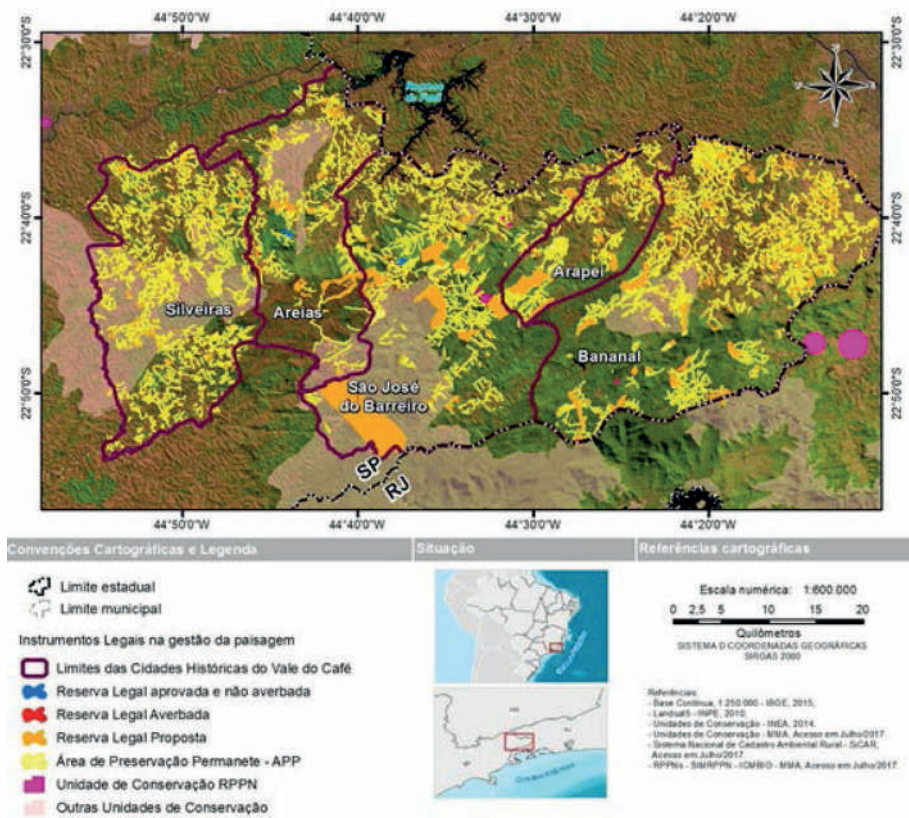 44°50'0"W 44°40'0"W 44°30'0"W 44°20'0"W
22°30'0"S 22°30'0"S
22°40'0"S 22°40'0"S
22°50'0"S 22°50'0"S
Silveiras
Areias
São José
do Barreiro
Arapeí
Bananal
SP
RJ
44°50'0"W 44°40'0"W 44°30'0"W 44°20'0"W
Convenções Cartográficas e Legenda
Limite estadual
Limite municipal
Instrumentos Legais na gestão da paisagem
Limites das Cidades Históricas do Vale do Café
Reserva Legal aprovada e não averbada
Reserva Legal Averbada
Reserva Legal Proposta
Área de Preservação Permanete - APP
Unidade de Conservação RPPN
Outras Unidades de Conservação
Situação
Referências cartográficas
Escala numérica: 1:600.000
0 2,5 5 10 15 20
Quilômetros
SISTEMA D COORDENADAS GEOGRÁFICAS
SIRGAS 2000
Referências:
- Base Contínua, 1:250.000 - IBGE, 2015,
- Landsat5 - INPE, 2010,
- Unidades de Conservação - INEA, 2014.
- Unidades de Conservação - MMA, Acesso em Julho/2017.
- Sistema Nacional de Cadastro Ambiental Rural - SiCAR,
Acesso em Julho/2017.
- RPPNs - SIMRPPN - ICMBIO - MMA, Acesso em Julho/2017.